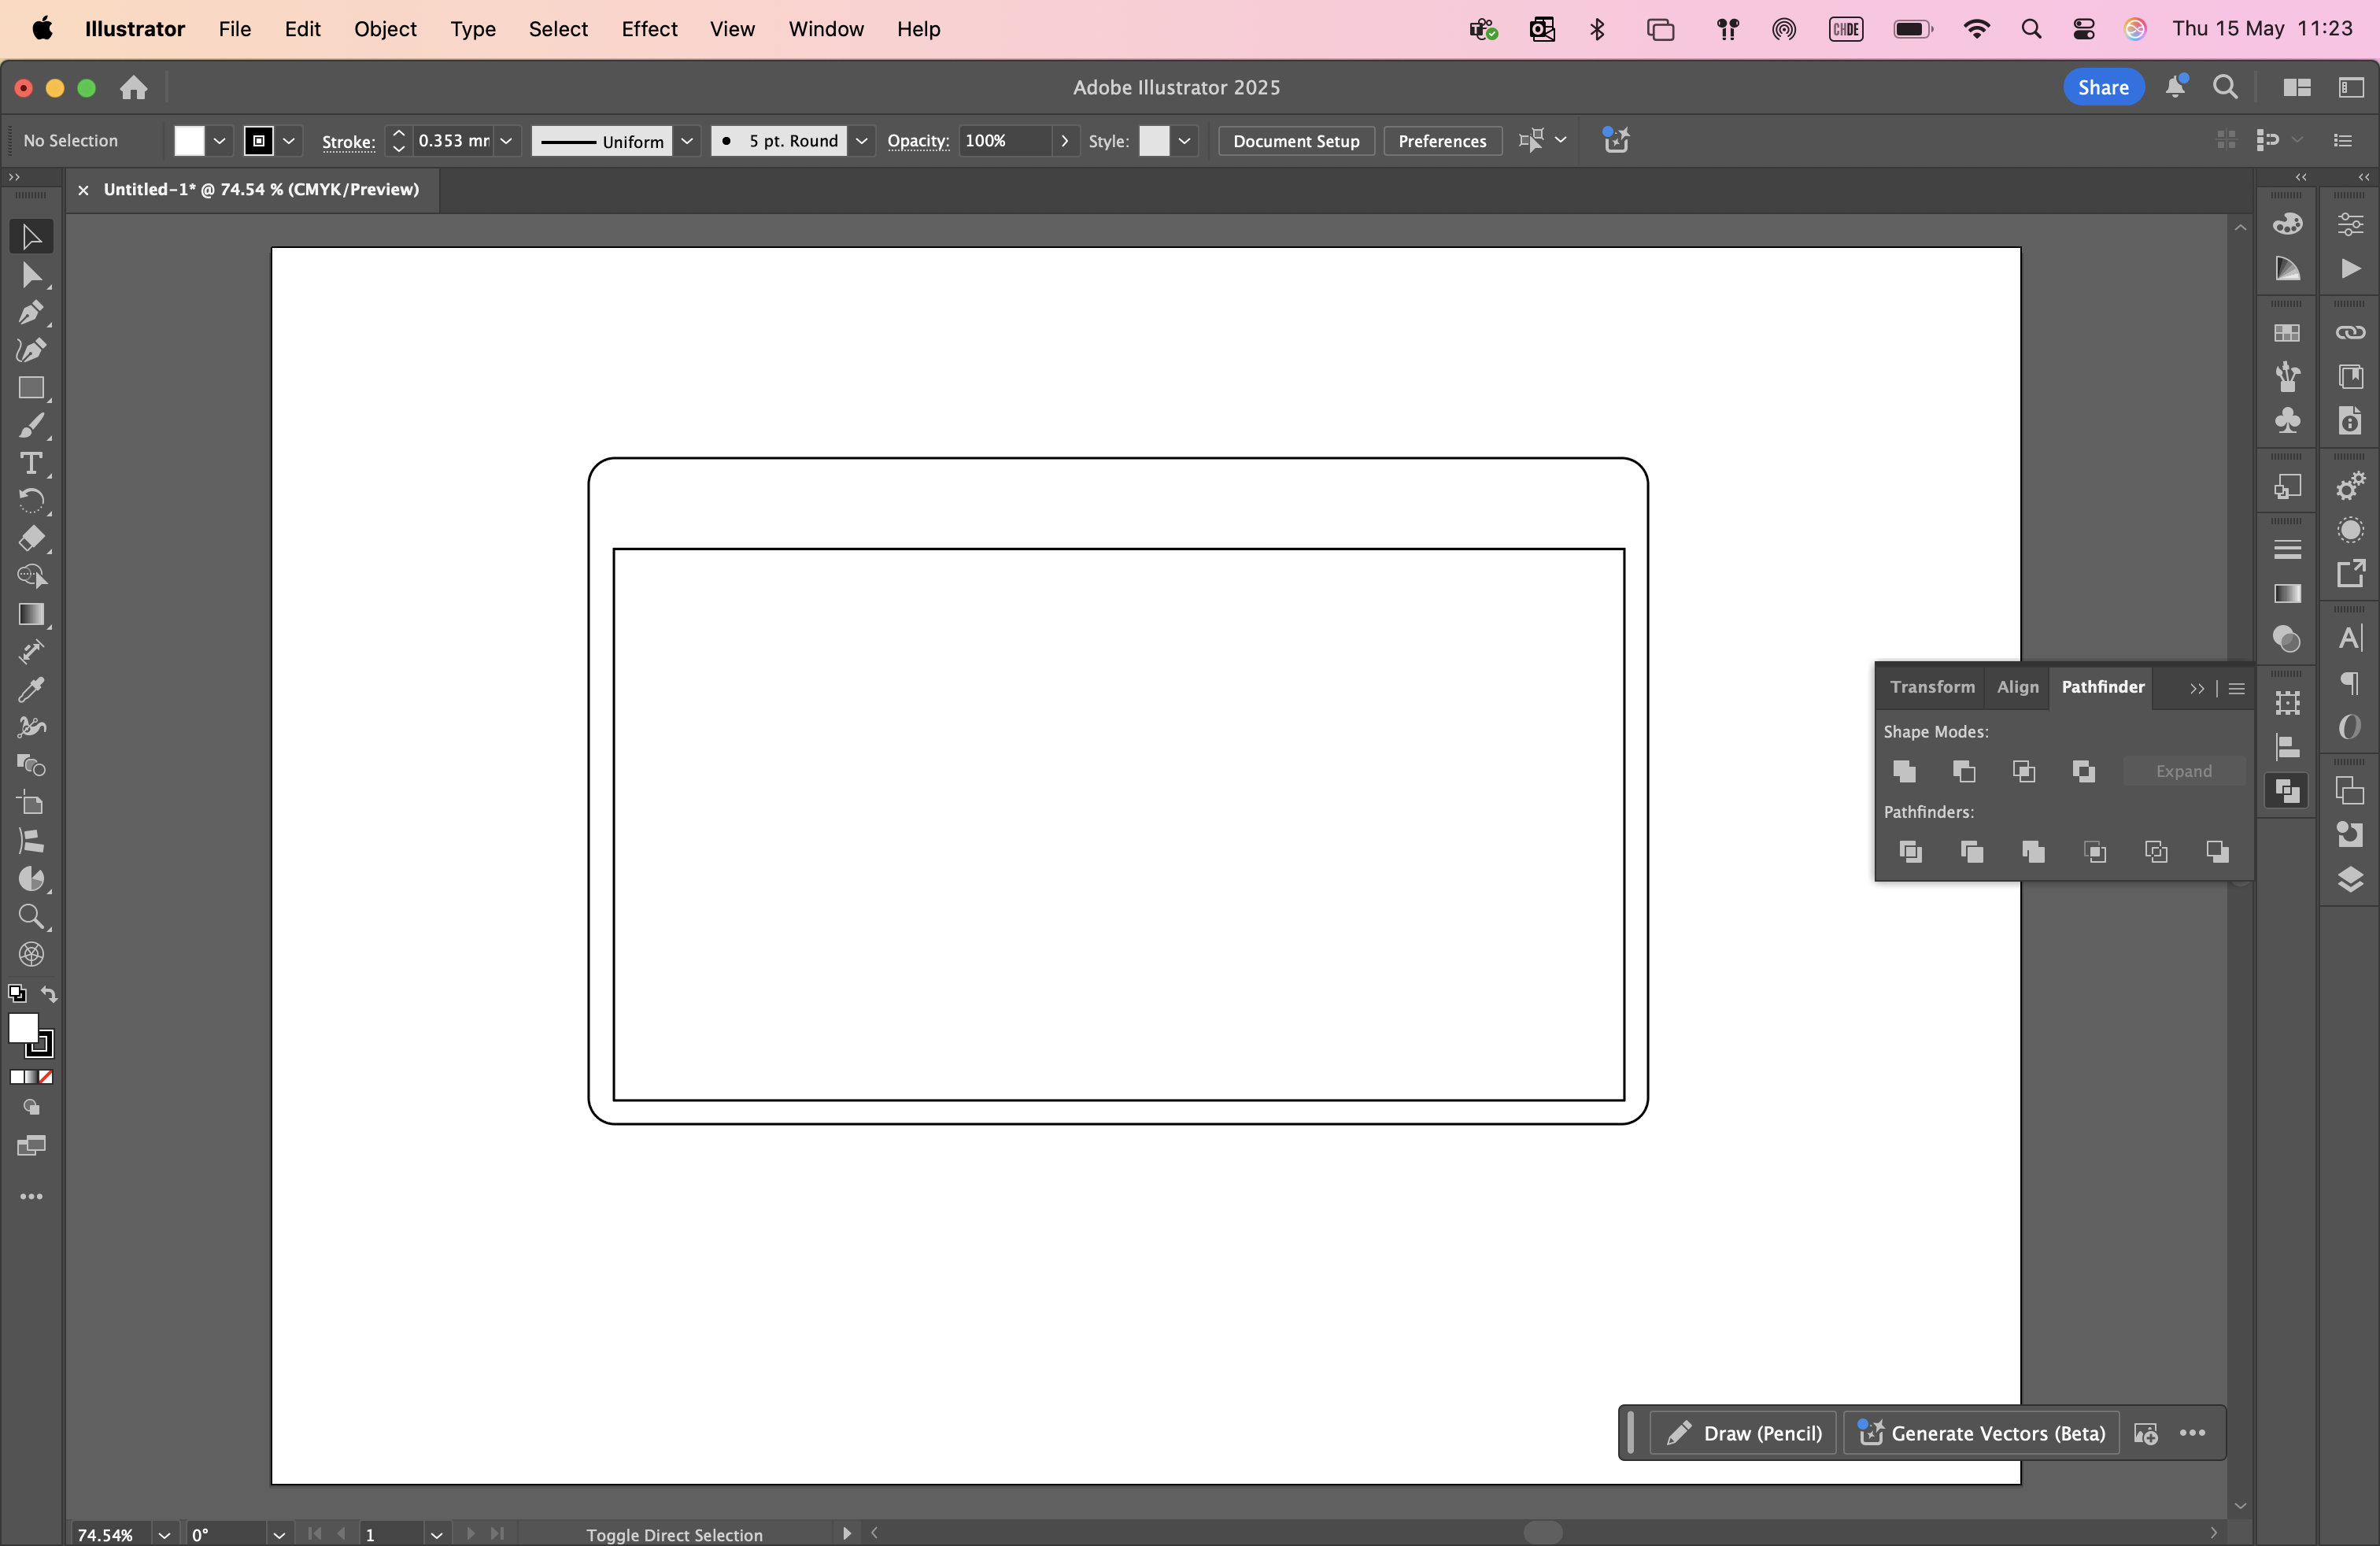 Illustrator File Edit Object Type Select Effect View Window Help CHDE Thu 15 May 11:23
Adobe Illustrator 2025 Share
No Selection Stroke: 0.353 mm Uniform 5 pt. Round Opacity: 100% Style: Document Setup Preferences
Untitled-1* @ 74.54 % (CMYK/Preview)
Transform Align Pathfinder
Shape Modes:
Expand
Pathfinders:
Draw (Pencil) Generate Vectors (Beta)
74.54% 0° 1 Toggle Direct Selection